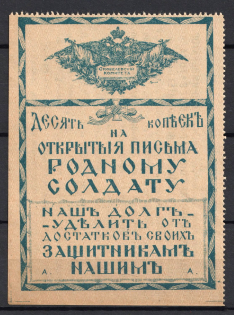 СКОБЕЛЕВСКІЙ
КОМИТЕТЪ
ДЕСЯТЬ КОПѢЕКЪ
НА
ОТКРЫТЫЯ ПИСЬМА
РОДНОМУ
СОЛДАТУ
НАШЪ ДОЛГЪ-
-УДѢЛИТЬ ОТЪ
ДОСТАТКОВЪ СВОИХЪ
ЗАЩИТНИКАМЪ
НАШИМЪ
А А